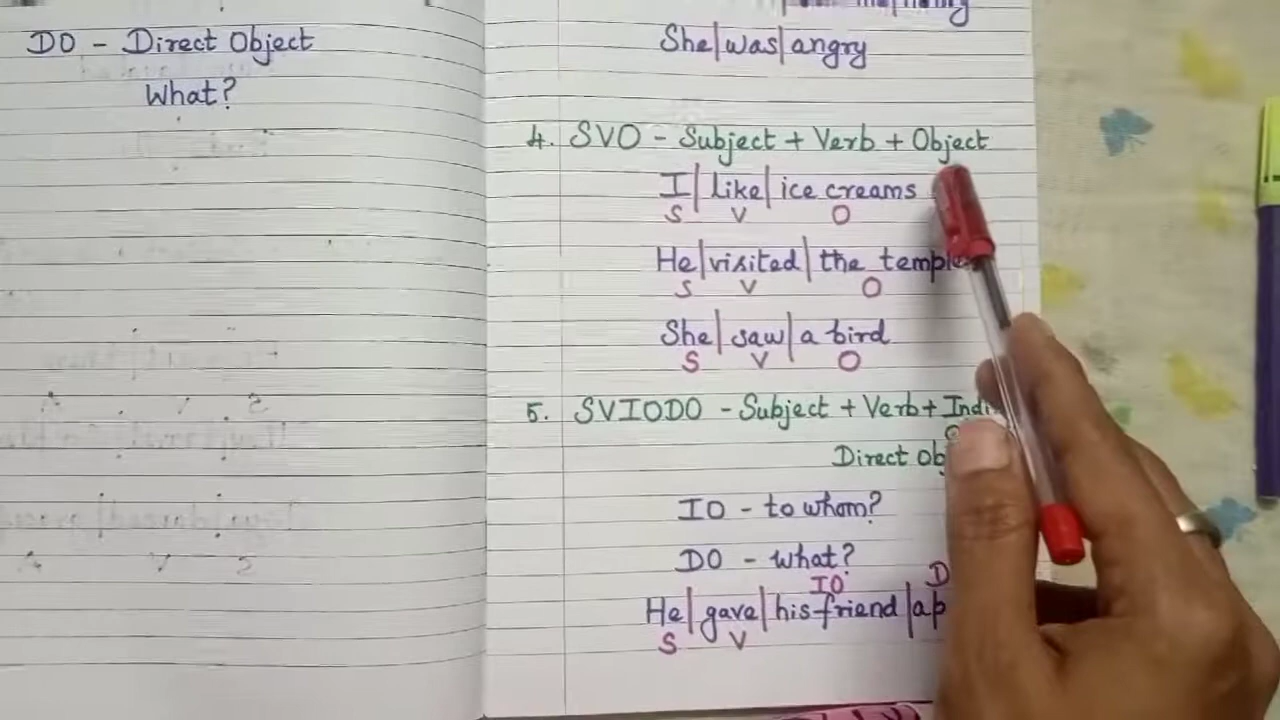 DO - Direct Object
What?
She|was|angry
4. SVO - Subject + Verb + Object
I| like| ice creams
S V O
He|visited| the temple
S V O
She| saw| a bird
S V O
5. SVIODO - Subject + Verb + Indi
Direct Obj
IO - to whom?
DO - what?
IO D
He| gave| his friend|ap
S V